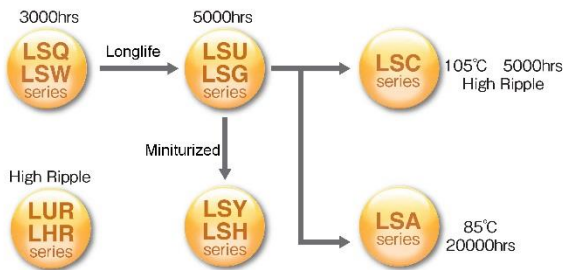 3000hrs
LSQ
LSW
series
Longlife
5000hrs
LSU
LSG
series
LSC
series
105℃ 5000hrs
High Ripple
Miniturized
High Ripple
LUR
LHR
series
LSY
LSH
series
LSA
series
85℃
20000hrs